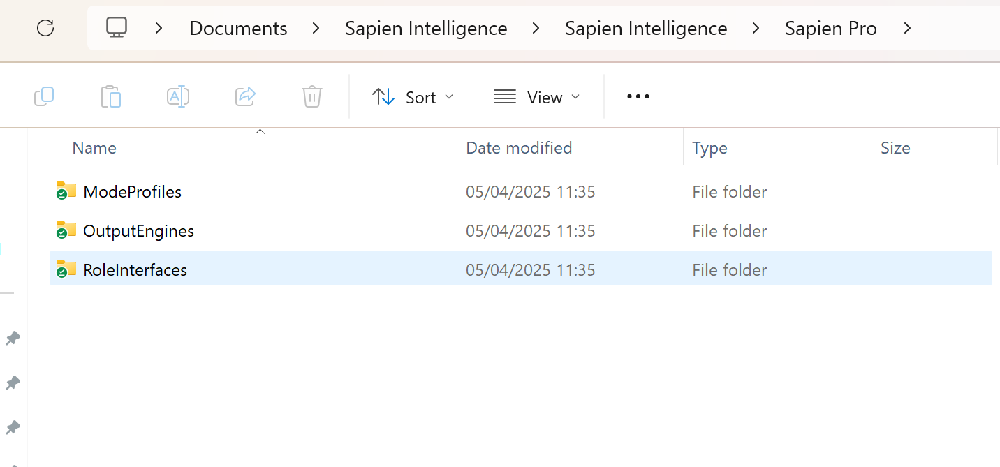 Documents Sapien Intelligence Sapien Intelligence Sapien Pro
Sort View
Name Date modified Type Size
ModeProfiles 05/04/2025 11:35 File folder
OutputEngines 05/04/2025 11:35 File folder
RoleInterfaces 05/04/2025 11:35 File folder